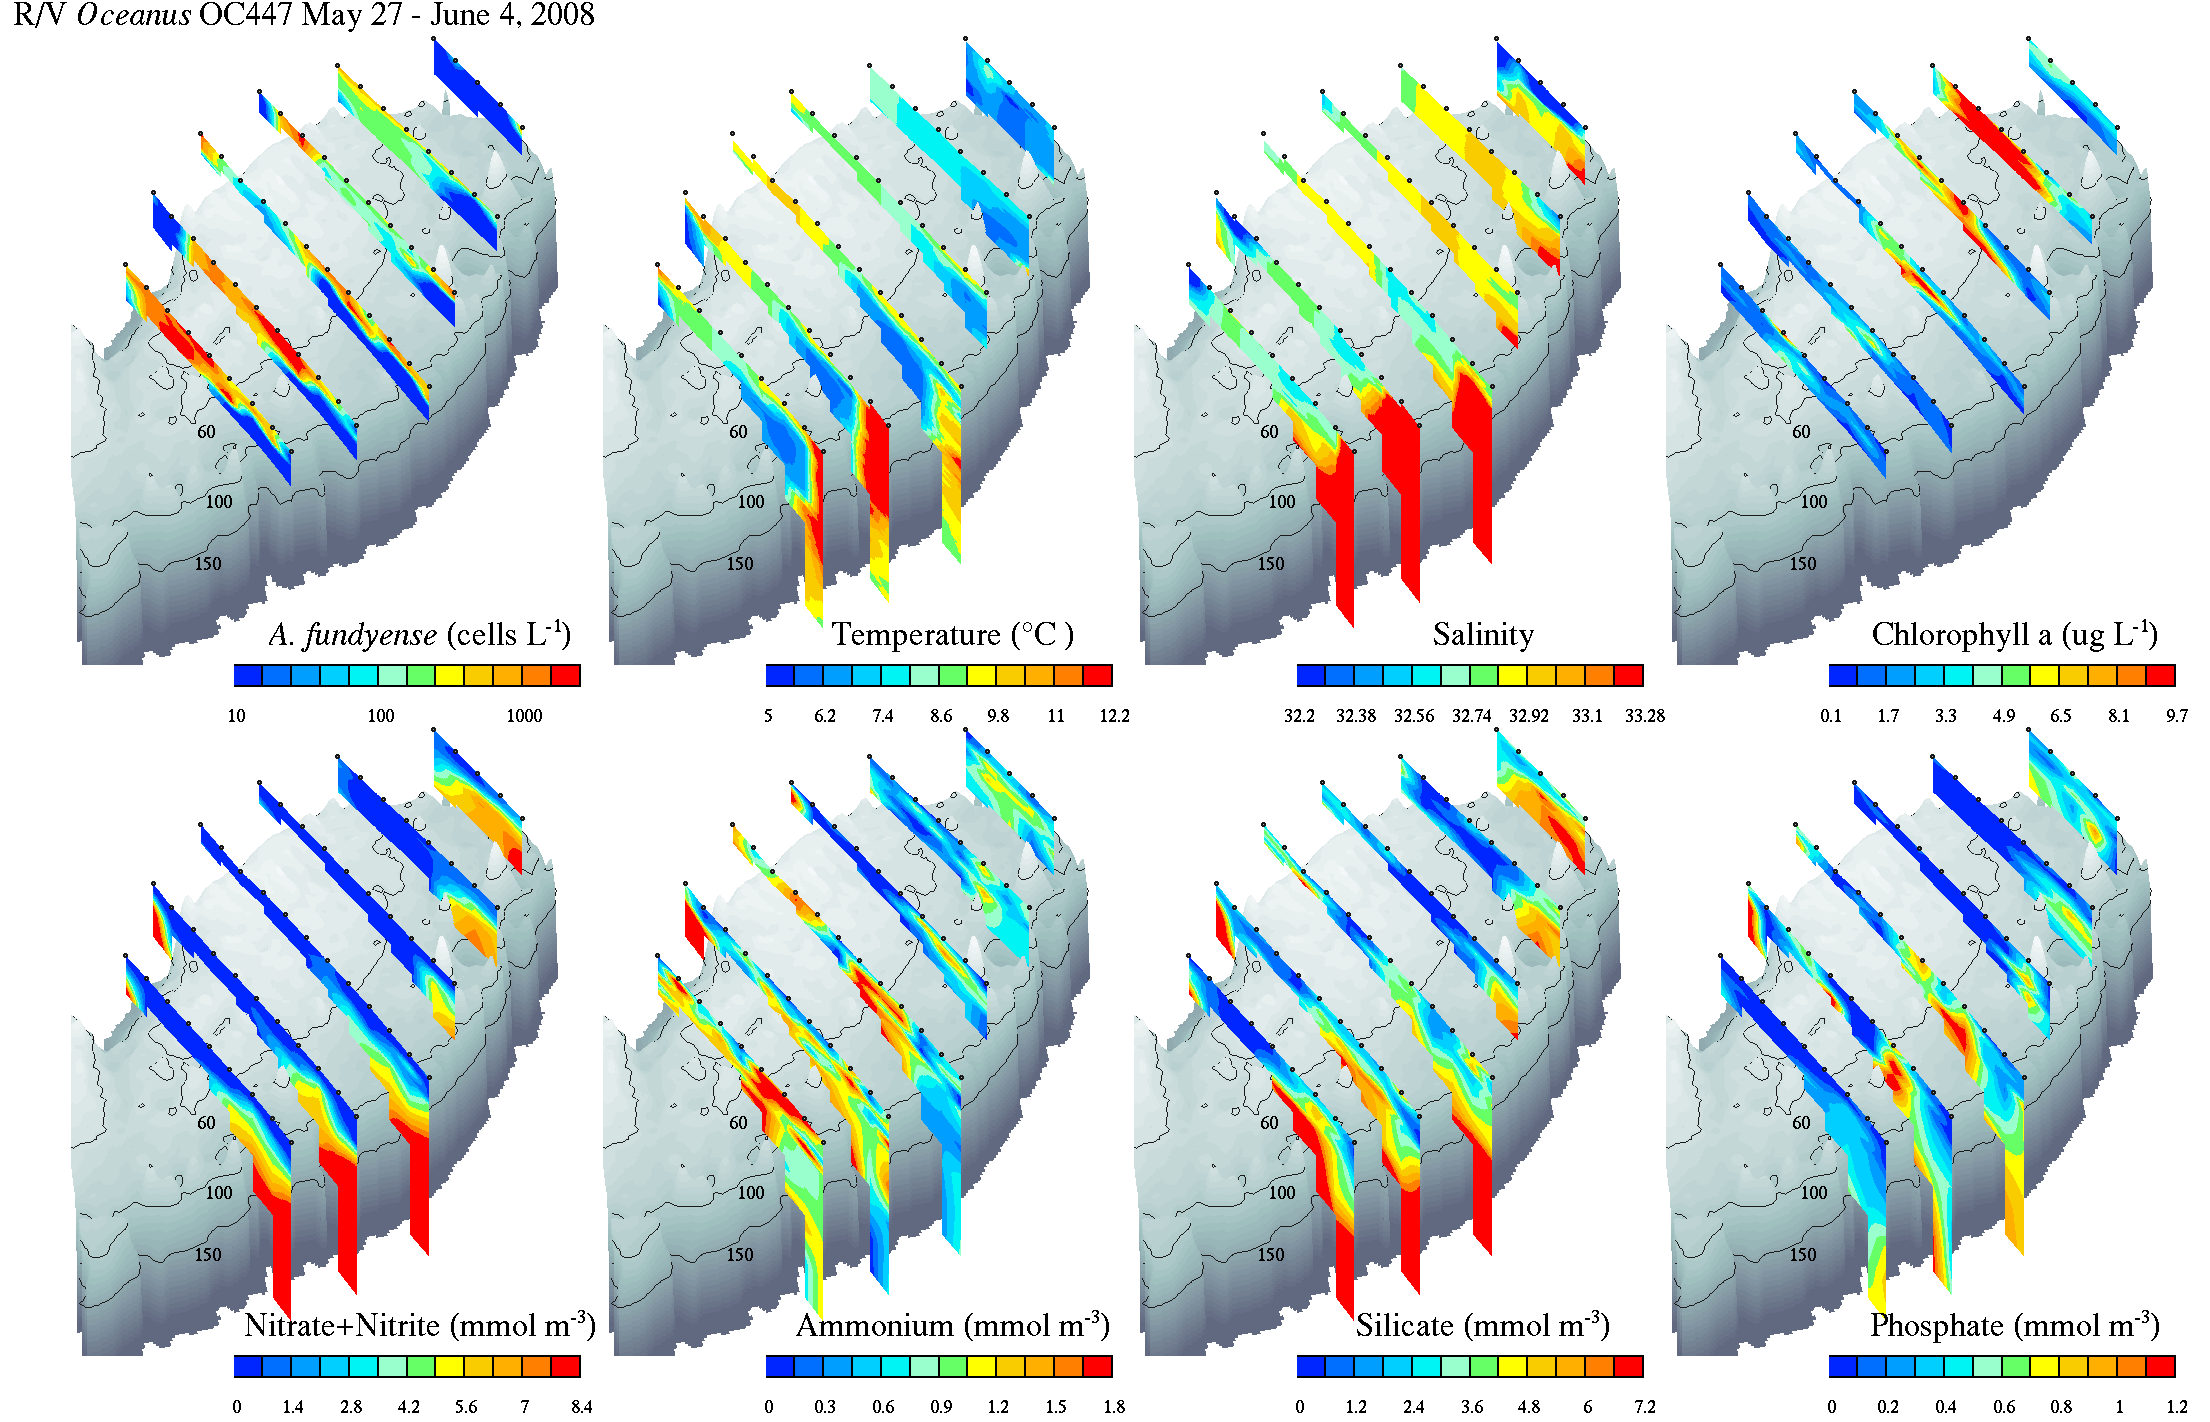 R/V Oceanus OC447 May 27 - June 4, 2008
60
100
150
A. fundyense (cells L-1)
10 100 1000
60
100
150
Temperature (°C )
5 6.2 7.4 8.6 9.8 11 12.2
60
100
150
Salinity
32.2 32.38 32.56 32.74 32.92 33.1 33.28
60
100
150
Chlorophyll a (ug L-1)
0.1 1.7 3.3 4.9 6.5 8.1 9.7
60
100
150
Nitrate+Nitrite (mmol m-3)
0 1.4 2.8 4.2 5.6 7 8.4
60
100
150
Ammonium (mmol m-3)
0 0.3 0.6 0.9 1.2 1.5 1.8
60
100
150
Silicate (mmol m-3)
0 1.2 2.4 3.6 4.8 6 7.2
60
100
150
Phosphate (mmol m-3)
0 0.2 0.4 0.6 0.8 1 1.2